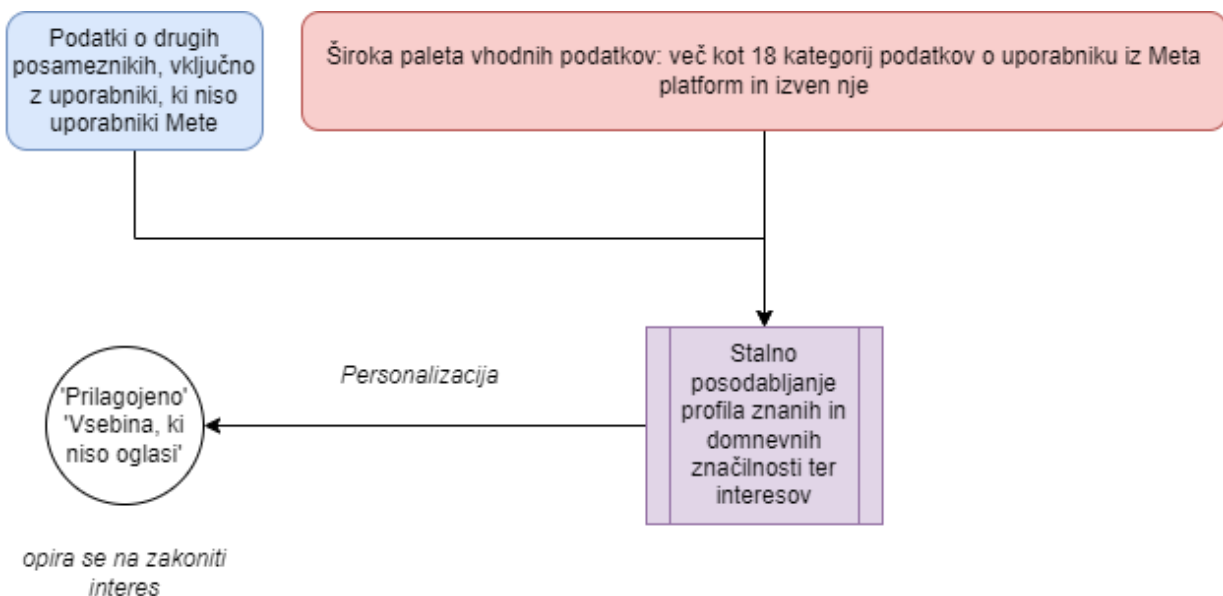 Podatki o drugih
posameznikih, vključno
z uporabniki, ki niso
uporabniki Mete
Široka paleta vhodnih podatkov: več kot 18 kategorij podatkov o uporabniku iz Meta
platform in izven nje
Stalno
posodabljanje
profila znanih in
domnevnih
značilnosti ter
interesov
Personalizacija
'Prilagojeno'
'Vsebina, ki
niso oglasi'
opira se na zakoniti
interes